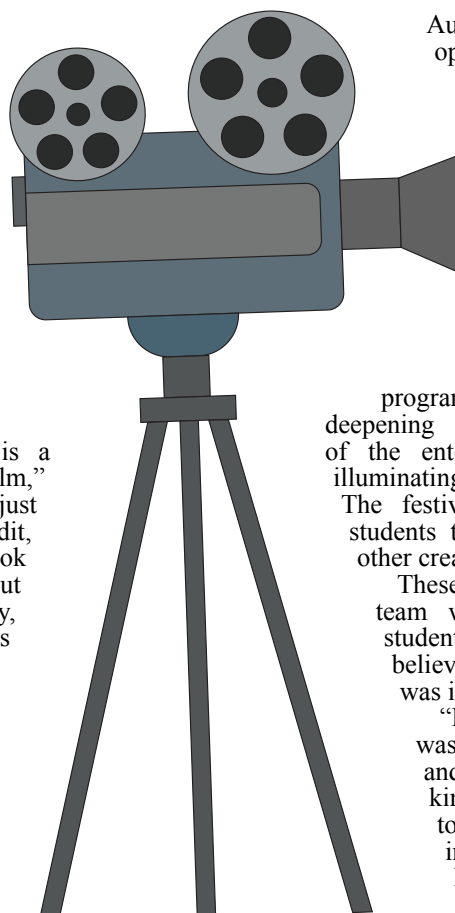 is a
lm,”
just
dit,
ok
ut
y,
s
Au
op
program
deepening
of the ent
illuminating
The festiv
students t
other crea
These
team
student
believ
was i
was
and
kin
to
in